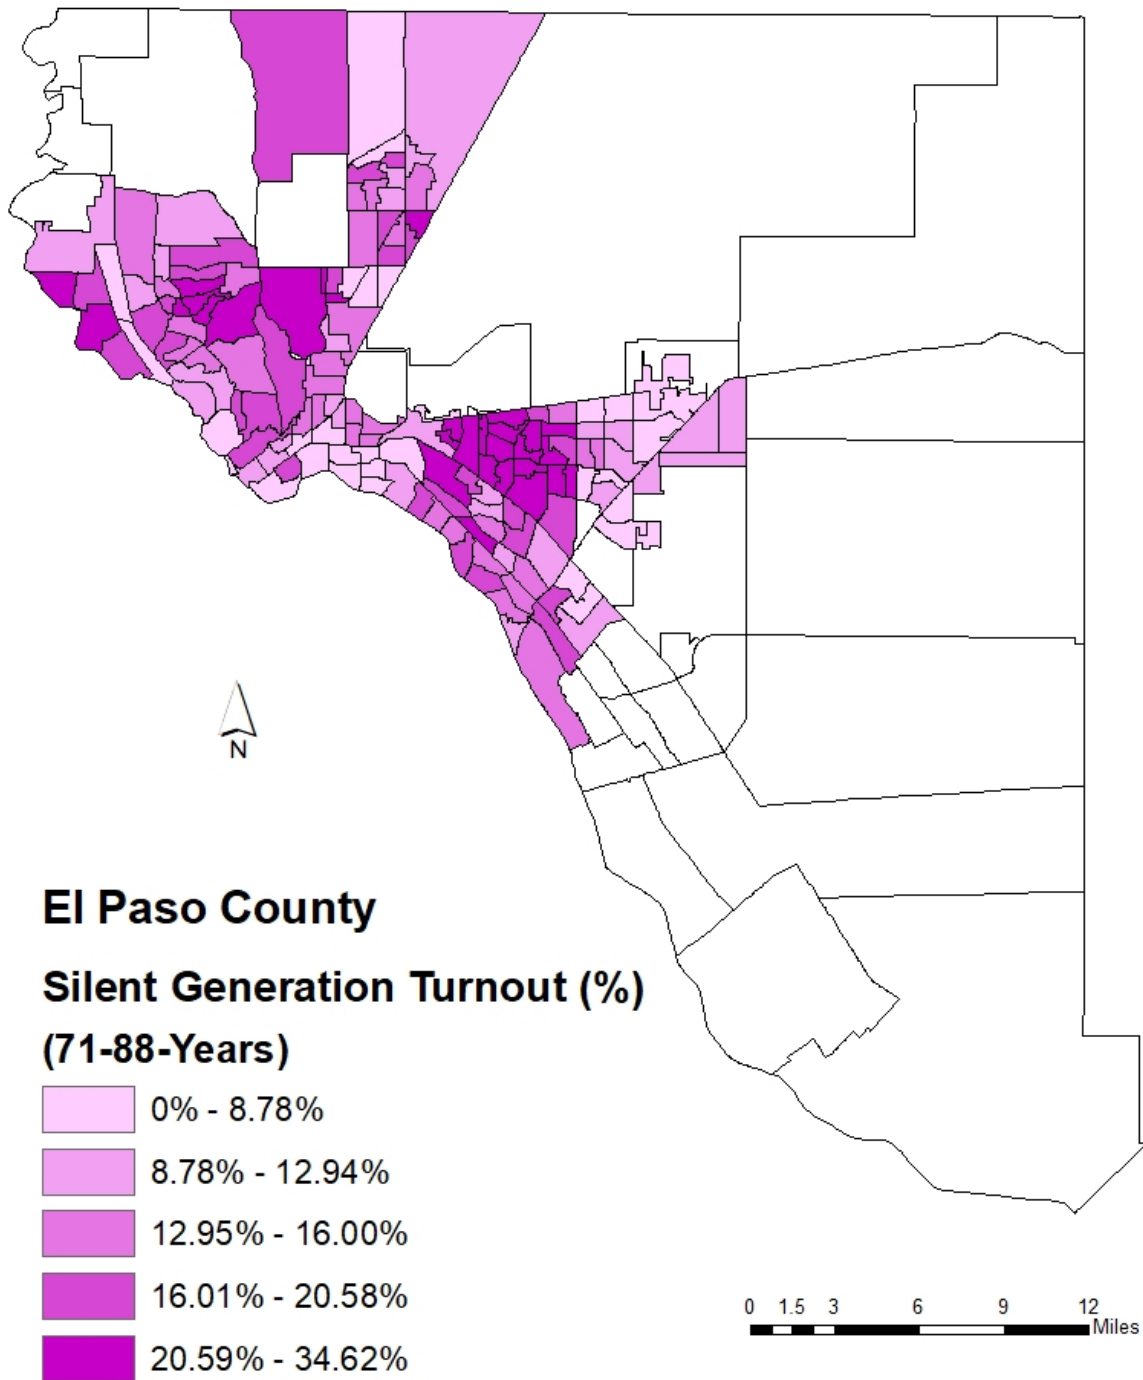 N
El Paso County
Silent Generation Turnout (%)
(71-88-Years)
0% - 8.78%
8.78% - 12.94%
12.95% - 16.00%
16.01% - 20.58%
20.59% - 34.62%
0 1.5 3 6 9 12
Miles